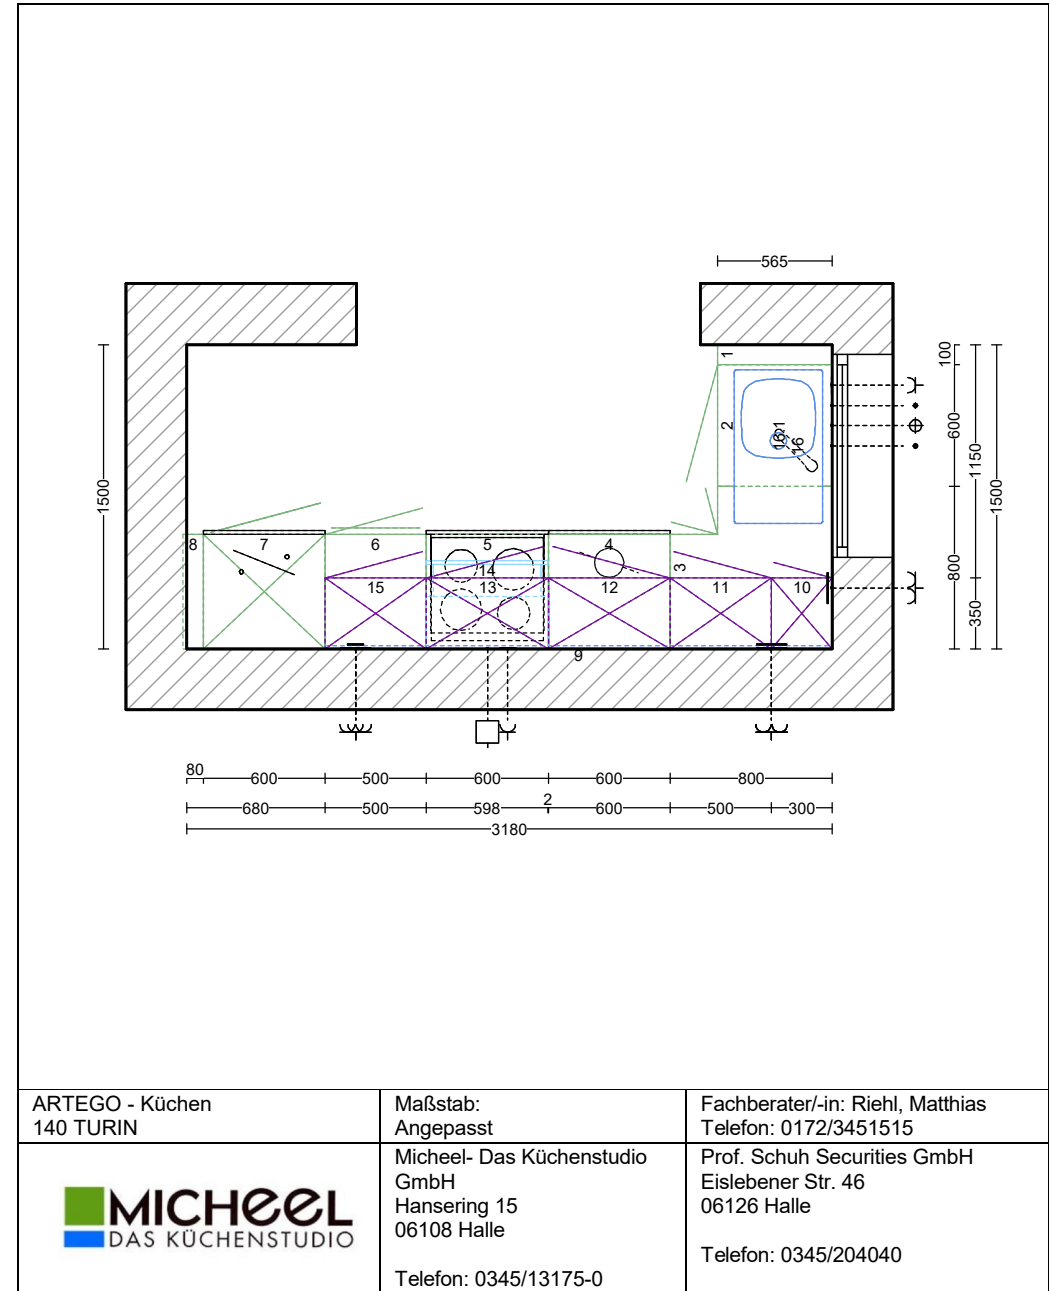 565
1
100
2
16
21
16
600
1150
1500
1500
8
7
6
5
4
3
14
15
13
12
11
10
800
350
9
80
600
500
600
600
800
680
500
598
2
600
500
300
3180
ARTEGO - Küchen
140 TURIN
Maßstab:
Angepasst
Fachberater/-in: Riehl, Matthias
Telefon: 0172/3451515
MICHEEL
DAS KÜCHENSTUDIO
Micheel- Das Küchenstudio
GmbH
Hansering 15
06108 Halle
Telefon: 0345/13175-0
Prof. Schuh Securities GmbH
Eislebener Str. 46
06126 Halle
Telefon: 0345/204040